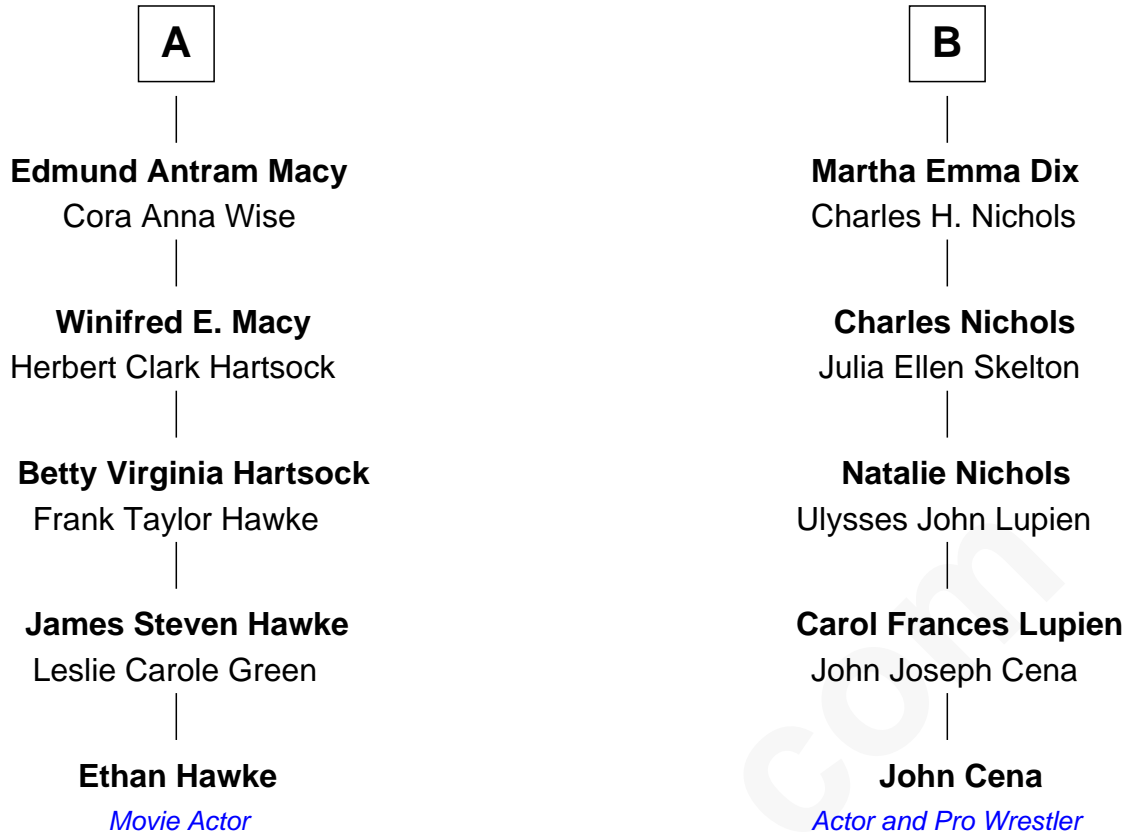 A
Edmund Antram Macy
Cora Anna Wise
Winifred E. Macy
Herbert Clark Hartsock
Betty Virginia Hartsock
Frank Taylor Hawke
James Steven Hawke
Leslie Carole Green
Ethan Hawke
Movie Actor
B
Martha Emma Dix
Charles H. Nichols
Charles Nichols
Julia Ellen Skelton
Natalie Nichols
Ulysses John Lupien
Carol Frances Lupien
John Joseph Cena
John Cena
Actor and Pro Wrestler
com